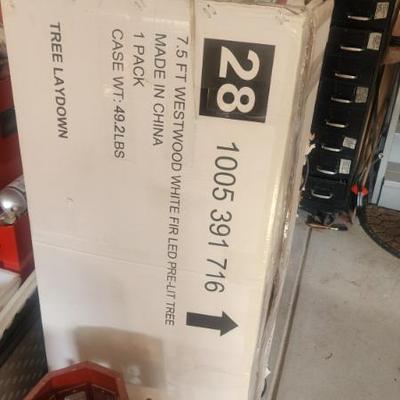 28
1005 391 716
7.5 FT WESTWOOD WHITE FIR LED PRE-LIT TREE
MADE IN CHINA
1 PACK
CASE WT: 49.2LBS
TREE LAYDOWN